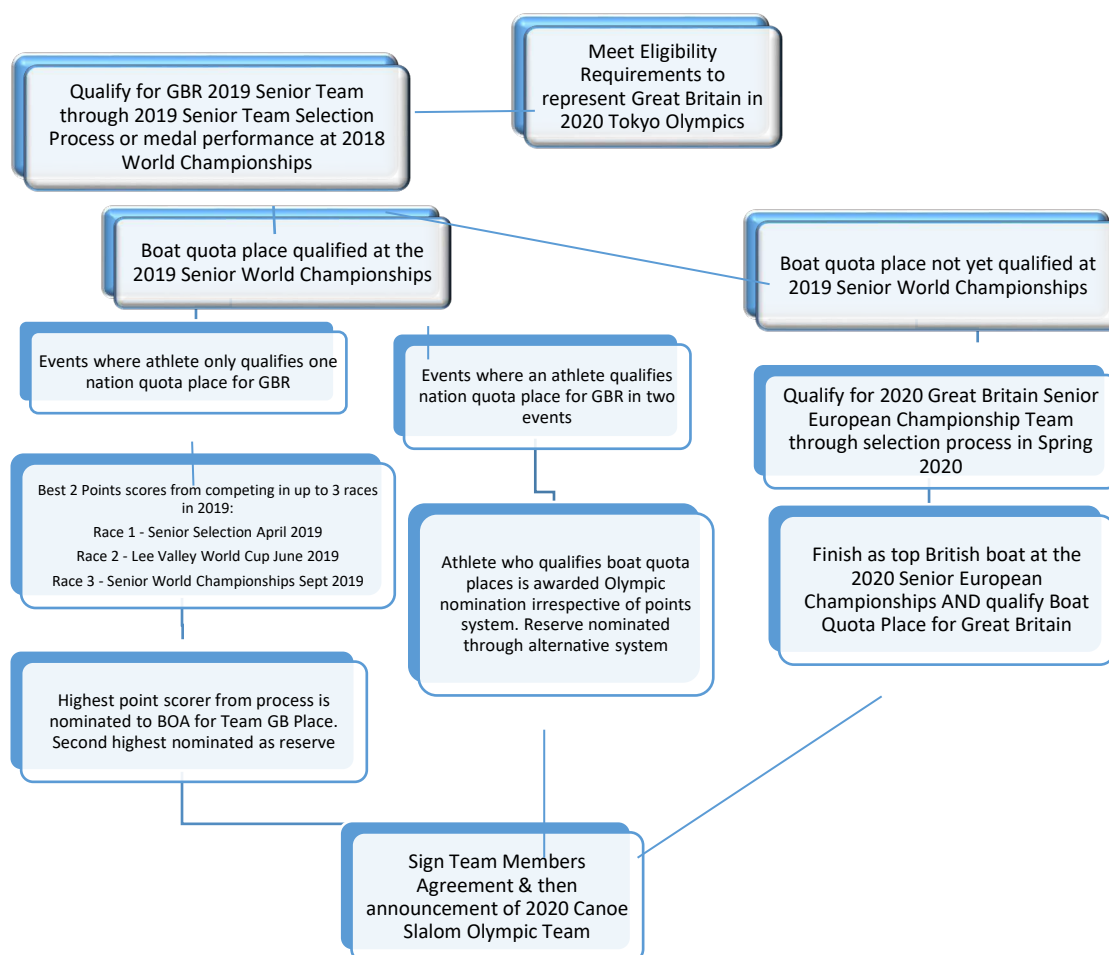 Meet Eligibility
Requirements to
represent Great Britain in
2020 Tokyo Olympics
Qualify for GBR 2019 Senior Team
through 2019 Senior Team Selection
Process or medal performance at 2018
World Championships
Boat quota place qualified at the
2019 Senior World Championships
Boat quota place not yet qualified at
2019 Senior World Championships
Events where athlete only qualifies one
nation quota place for GBR
Events where an athlete qualifies
nation quota place for GBR in two
events
Qualify for 2020 Great Britain Senior
European Championship Team
through selection process in Spring
2020
Best 2 Points scores from competing in up to 3 races
in 2019:
Race 1 - Senior Selection April 2019
Race 2 - Lee Valley World Cup June 2019
Race 3 - Senior World Championships Sept 2019
Athlete who qualifies boat quota
places is awarded Olympic
nomination irrespective of points
system. Reserve nominated
through alternative system
Finish as top British boat at the
2020 Senior European
Championships AND qualify Boat
Quota Place for Great Britain
Highest point scorer from process is
nominated to BOA for Team GB Place.
Second highest nominated as reserve
Sign Team Members
Agreement & then
announcement of 2020 Canoe
Slalom Olympic Team